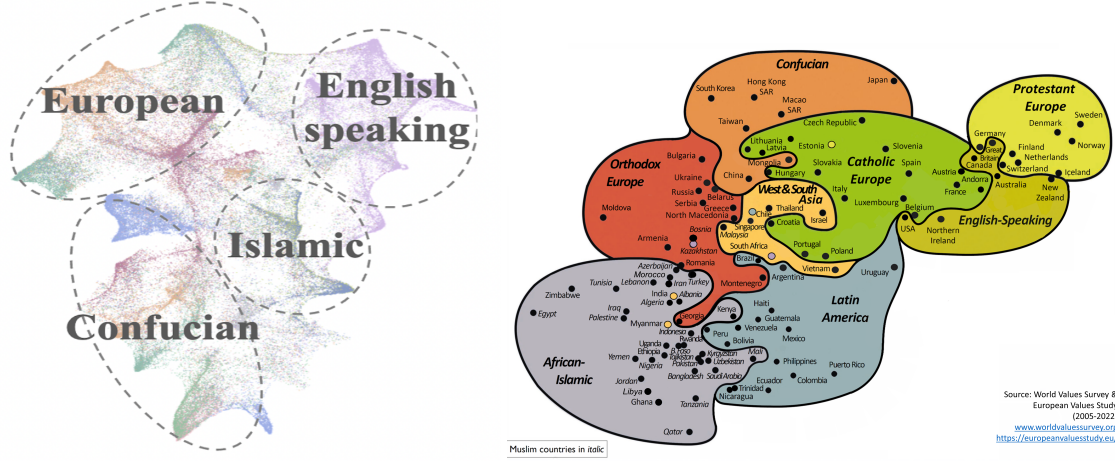 European
English
speaking
Islamic
Confucian
Confucian
Hong Kong
SAR
Japan
South Korea
Macao
SAR
Taiwan
Czech Republic
Lithuania
Latvia
Estonia
Slovenia
Mongolia
Slovakia
Catholic
Europe
Spain
China
Hungary
Italy
Austria
Andorra
France
Luxembourg
Belgium
Croatia
Portugal
Poland
Protestant
Europe
Sweden
Denmark
Norway
Germany
Finland
Netherlands
Switzerland
Iceland
Great
Britain
Canada
Australia
New
Zealand
English-Speaking
USA
Northern
Ireland
Orthodox
Europe
Bulgaria
Ukraine
Belarus
Russia
Serbia
Greece
North Macedonia
Moldova
Bosnia
Kazakhstan
Armenia
Romania
Montenegro
Georgia
West & South
Asia
Thailand
Israel
Chile
Singapore
Malaysia
South Africa
Vietnam
Brazil
Argentina
Uruguay
Latin
America
Haiti
Guatemala
Venezuela
Mexico
Peru
Bolivia
Philippines
Puerto Rico
Ecuador
Colombia
Trinidad
Nicaragua
African-
Islamic
Azerbaijan
Morocco
Lebanon
Iran
Turkey
Tunisia
Zimbabwe
India
Albania
Algeria
Egypt
Iraq
Palestine
Myanmar
Indonesia
Kenya
Rwanda
Uganda
B.Faso
Ethiopia
Tajikistan
Kyrgyzstan
Mali
Yemen
Nigeria
Pakistan
Uzbekistan
Bangladesh
Saudi Arabia
Jordan
Libya
Ghana
Tanzania
Qatar
Muslim countries in italic
Source: World Values Survey &
European Values Study
(2005-2022
www.worldvaluessurvey.org
https://europeanvaluesstudy.eu/